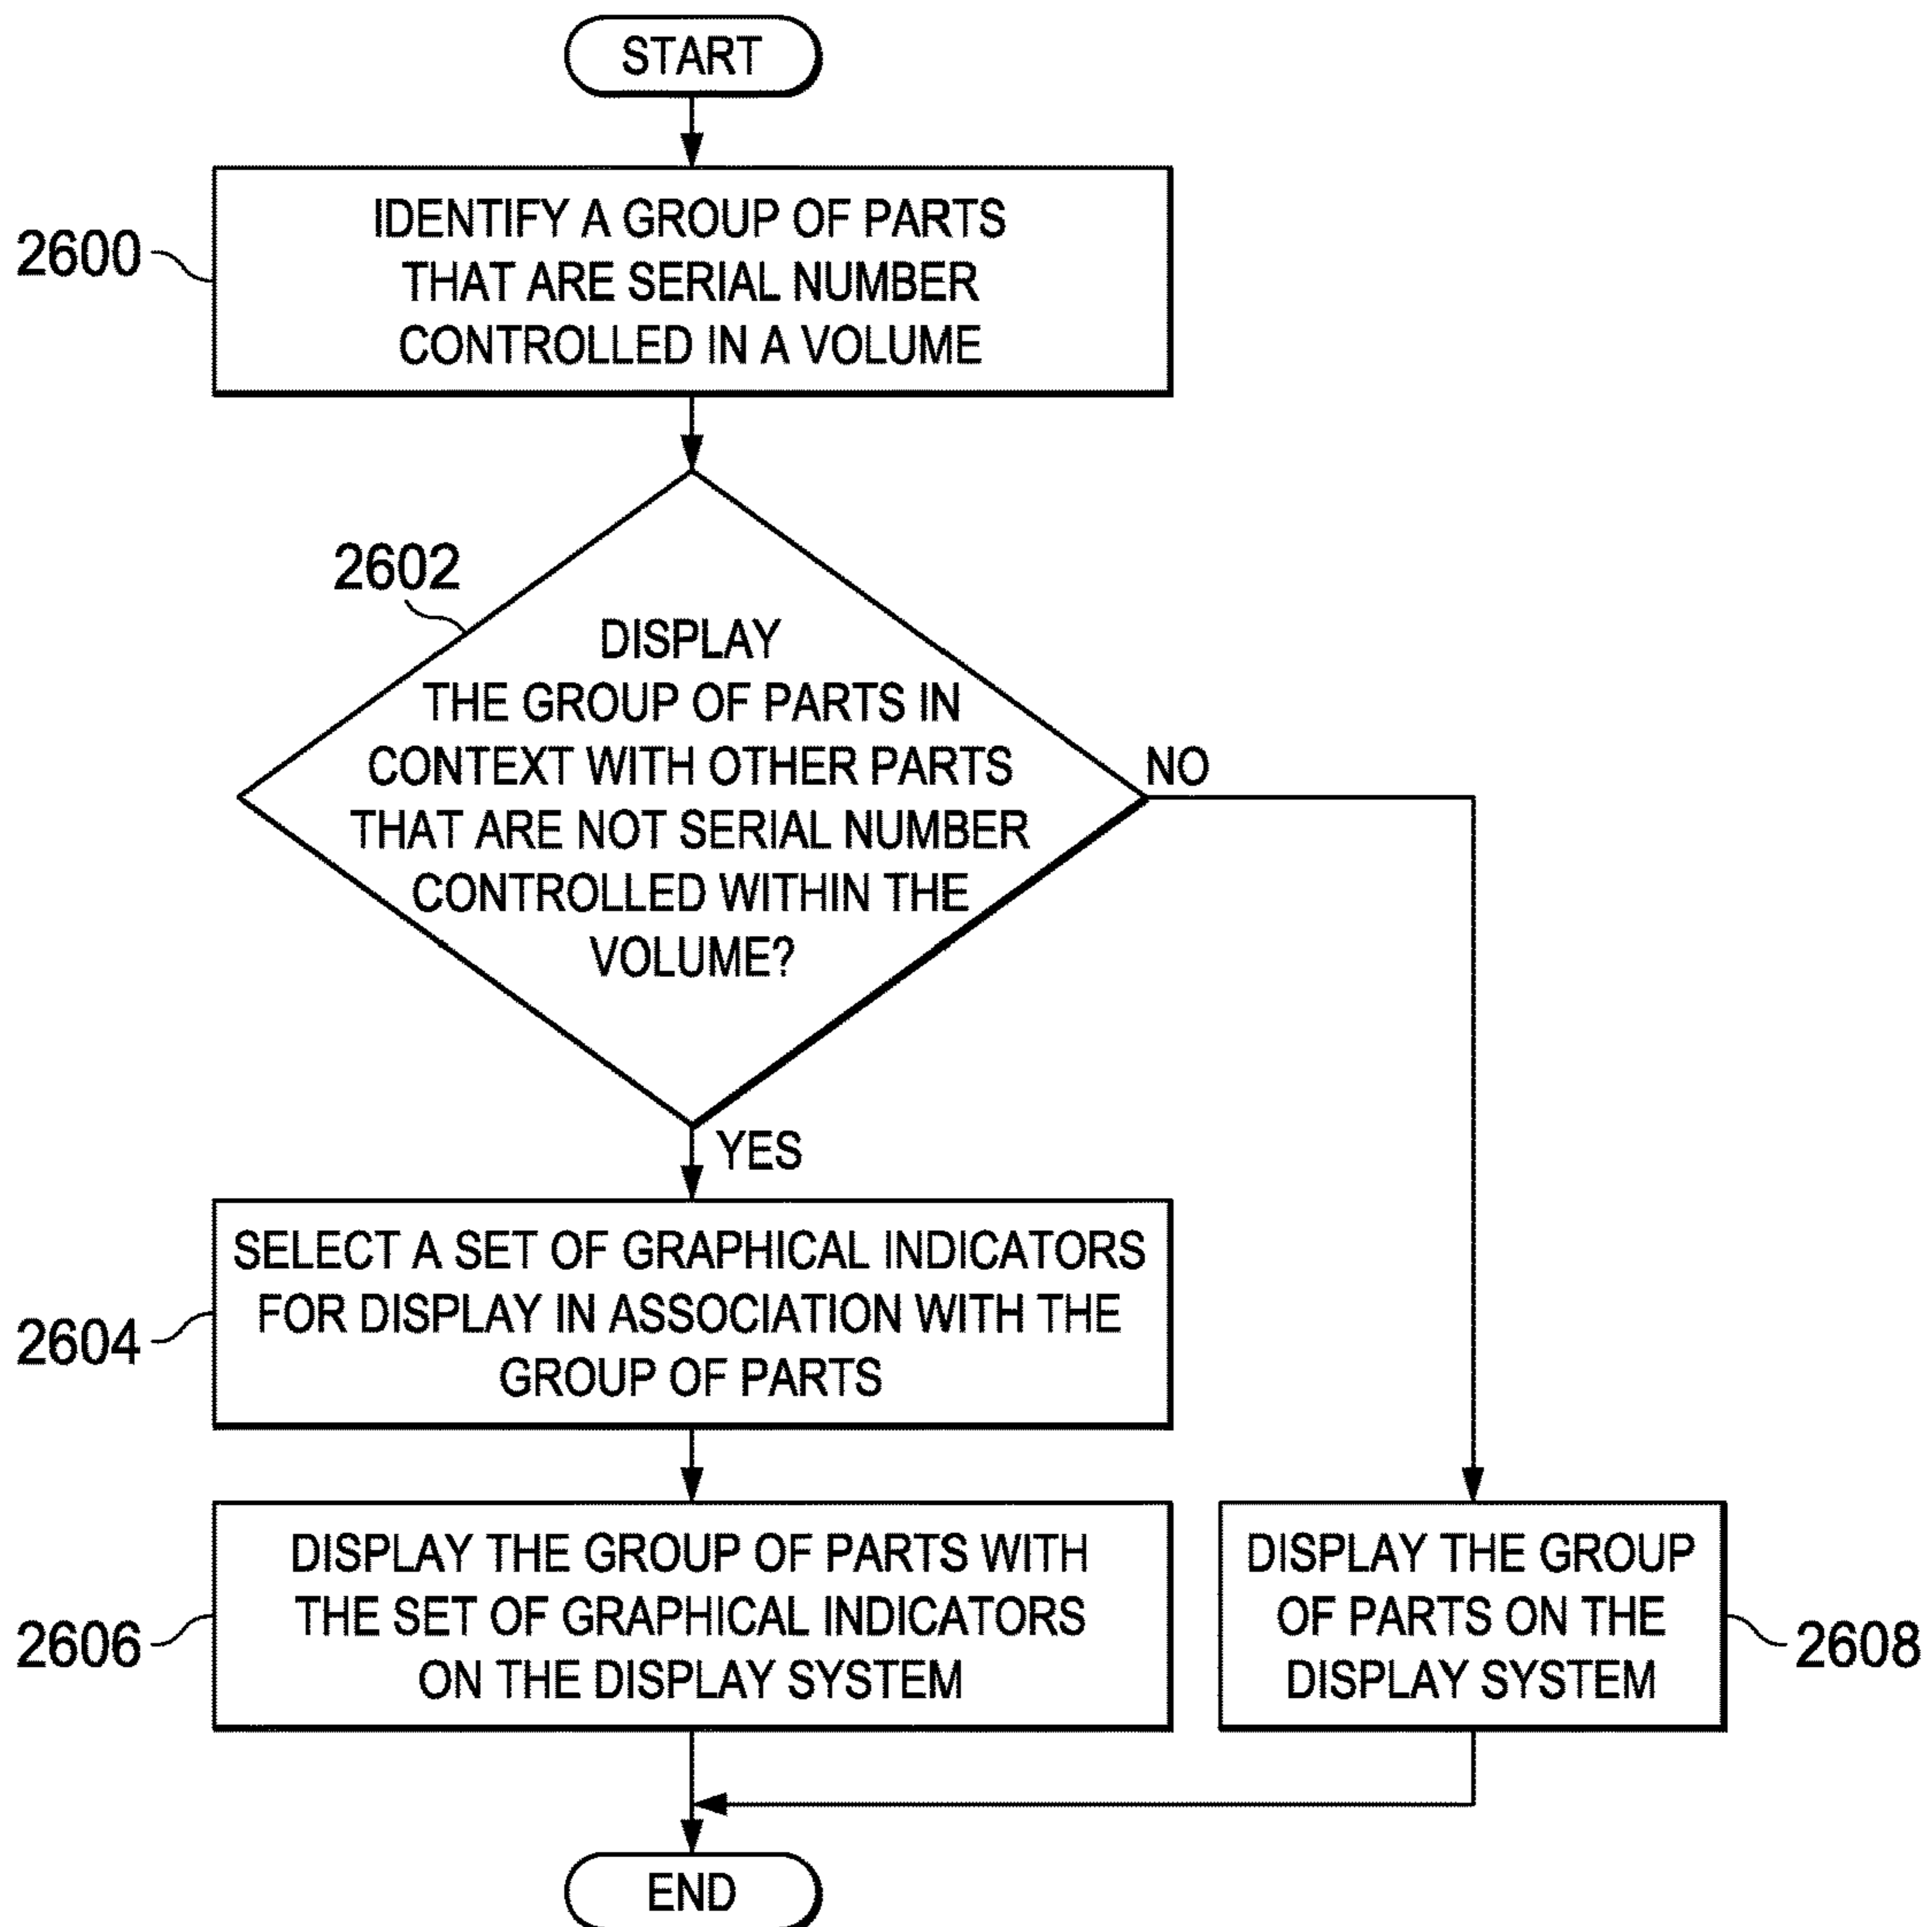 START
2600
IDENTIFY A GROUP OF PARTS
THAT ARE SERIAL NUMBER
CONTROLLED IN A VOLUME
2602
DISPLAY
THE GROUP OF PARTS IN
CONTEXT WITH OTHER PARTS
THAT ARE NOT SERIAL NUMBER
CONTROLLED WITHIN THE
VOLUME?
NO
YES
2604
SELECT A SET OF GRAPHICAL INDICATORS
FOR DISPLAY IN ASSOCIATION WITH THE
GROUP OF PARTS
2606
DISPLAY THE GROUP OF PARTS WITH
THE SET OF GRAPHICAL INDICATORS
ON THE DISPLAY SYSTEM
DISPLAY THE GROUP
OF PARTS ON THE
DISPLAY SYSTEM
2608
END